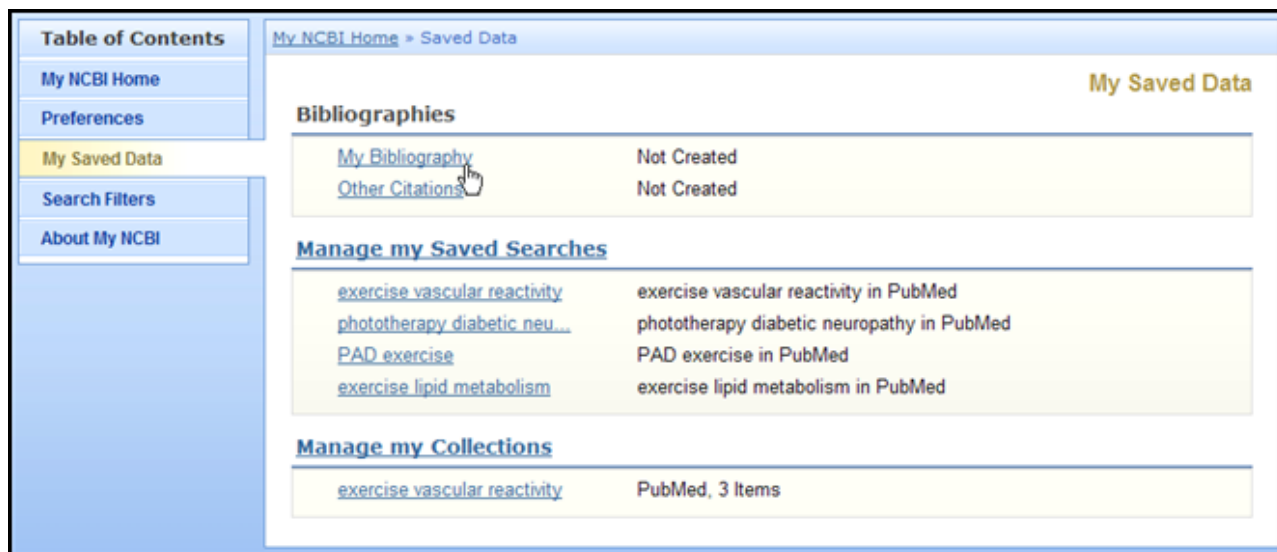 Table of Contents
My NCBI Home
Preferences
My Saved Data
Search Filters
About My NCBI
My NCBI Home » Saved Data
My Saved Data
Bibliographies
My Bibliography Not Created
Other Citations Not Created
Manage my Saved Searches
exercise vascular reactivity exercise vascular reactivity in PubMed
phototherapy diabetic neu... phototherapy diabetic neuropathy in PubMed
PAD exercise PAD exercise in PubMed
exercise lipid metabolism exercise lipid metabolism in PubMed
Manage my Collections
exercise vascular reactivity PubMed, 3 Items